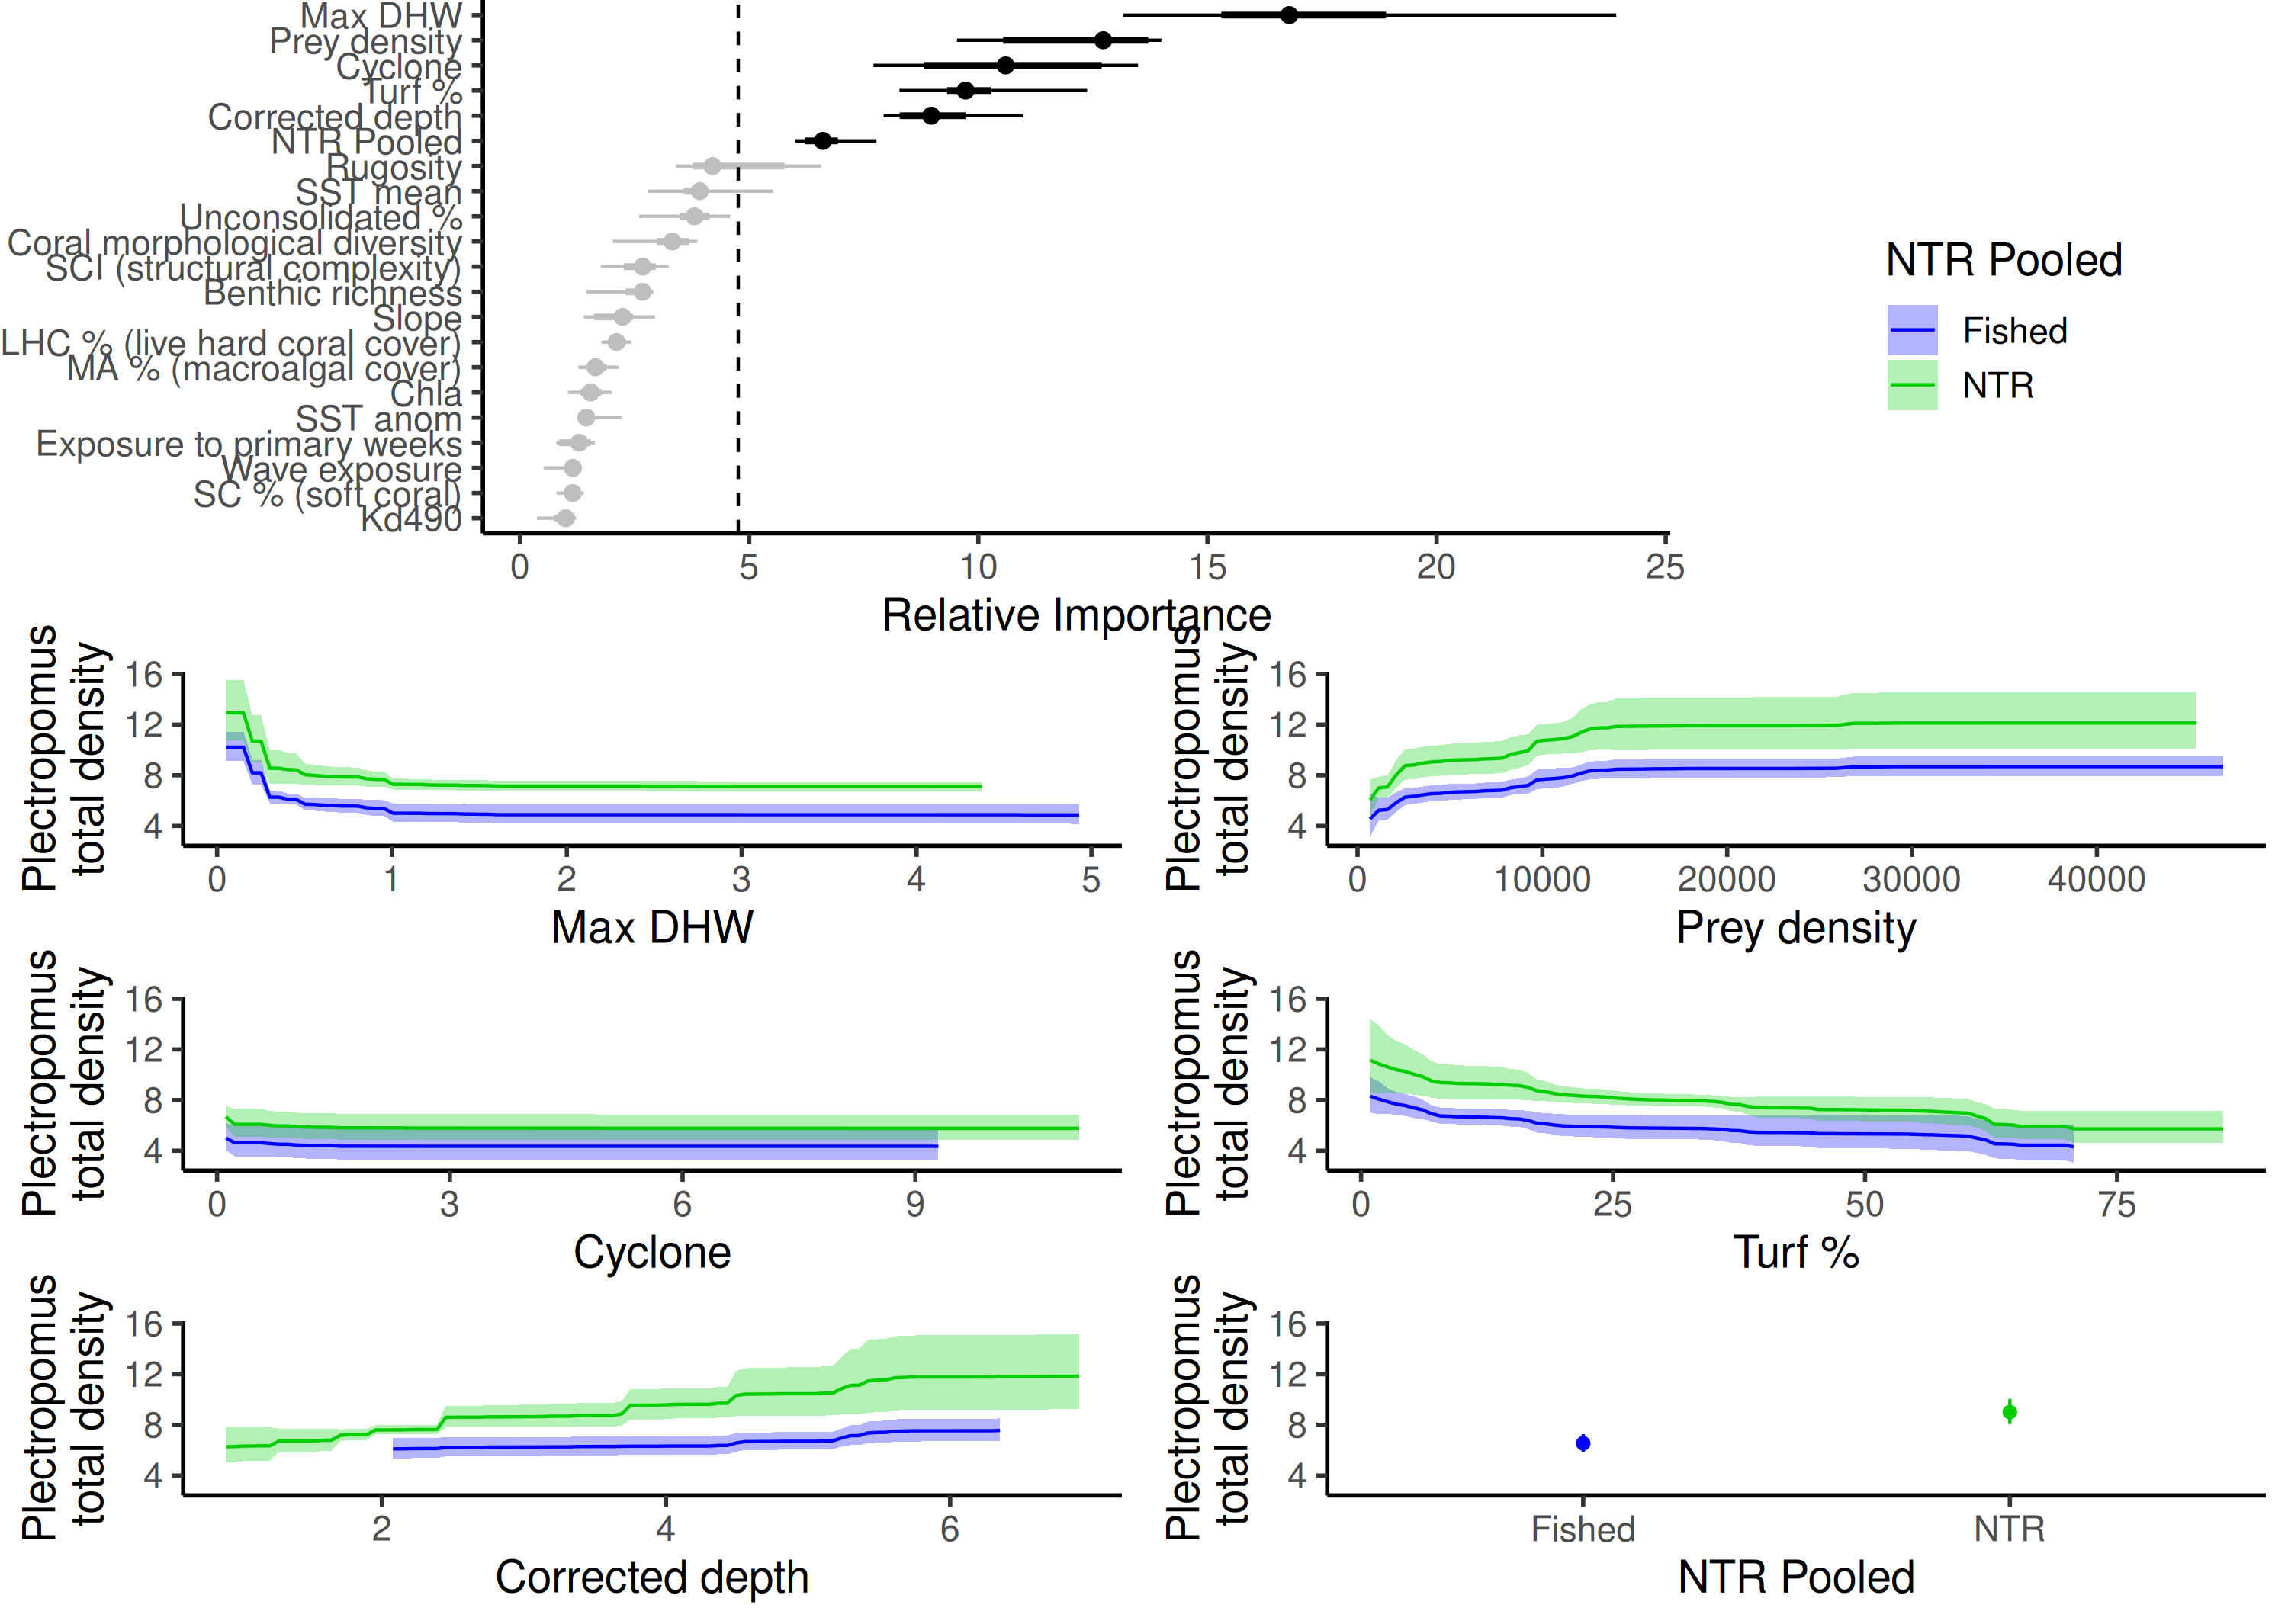 Max DHW
Prey density
Cyclone
Turf %
Corrected depth
NTR Pooled
Rugosity
SST mean
Unconsolidated %
Coral morphological diversity
SCI (structural complexity)
Benthic richness
Slope
LHC % (live hard coral cover)
MA % (macroalgal cover)
Chla
SST anom
Exposure to primary weeks
Wave exposure
SC % (soft coral)
Kd490
0 5 10 15 20 25
Relative Importance
NTR Pooled
Fished
NTR
Plectropomus
total density
16
12
8
4
0 1 2 3 4 5
Max DHW
Plectropomus
total density
16
12
8
4
0 10000 20000 30000 40000
Prey density
Plectropomus
total density
16
12
8
4
0 3 6 9
Cyclone
Plectropomus
total density
16
12
8
4
0 25 50 75
Turf %
Plectropomus
total density
16
12
8
4
2 4 6
Corrected depth
Plectropomus
total density
16
12
8
4
Fished NTR
NTR Pooled